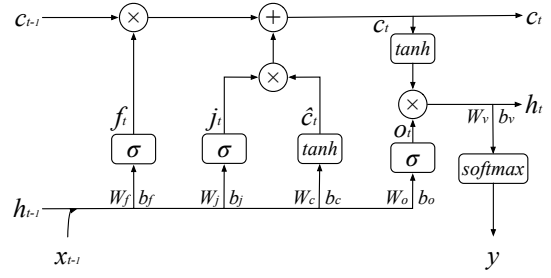 c_{t-1} × + c_t c_t
tanh
×
× h_t
f_t j_t ĉ_t o_t W_v b_v
σ σ tanh σ softmax
W_f b_f W_j b_j W_c b_c W_o b_o
h_{t-1}
x_{t-1} y